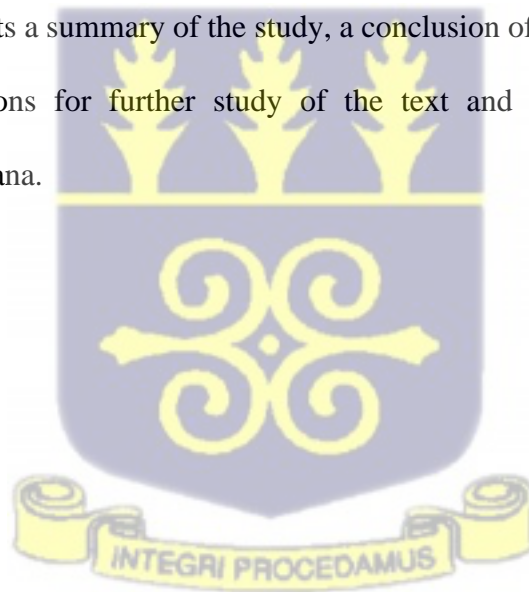 ts a summary of the study, a conclusion of
ons for further study of the text and
ana.
INTEGRI PROCEDAMUS